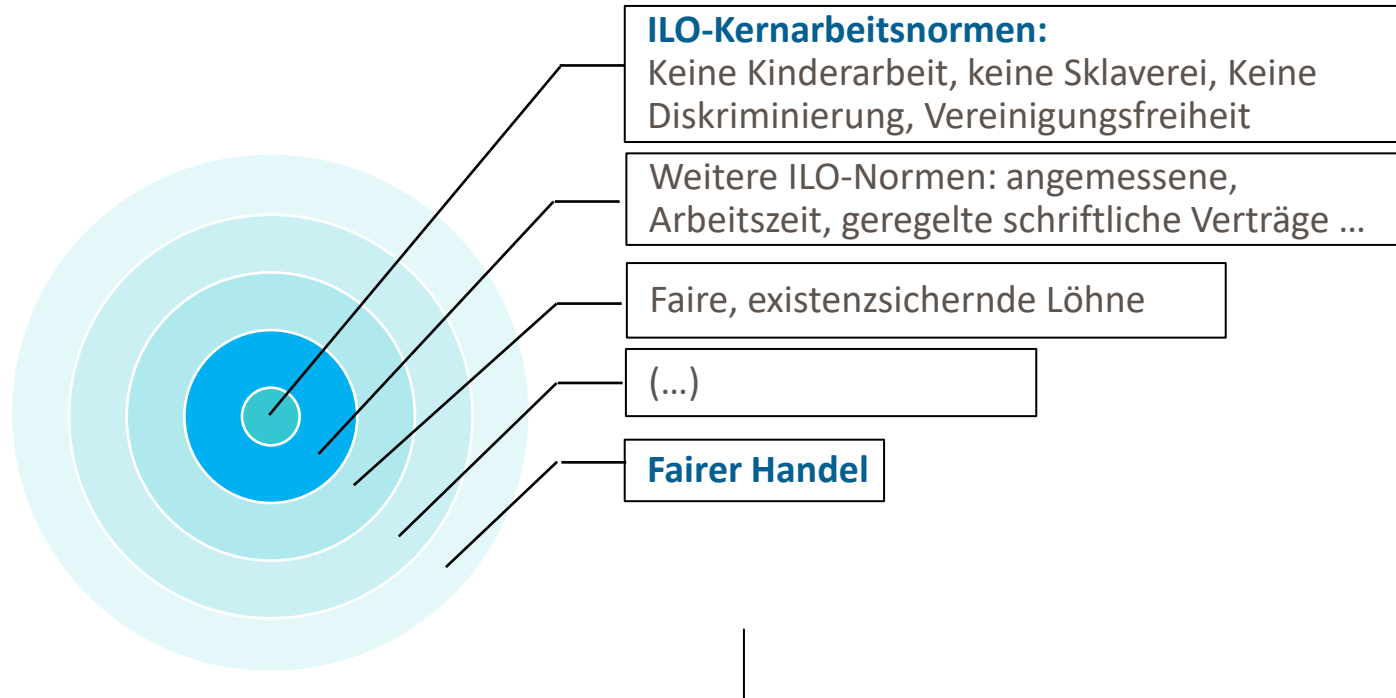 ILO-Kernarbeitsnormen:
Keine Kinderarbeit, keine Sklaverei, Keine
Diskriminierung, Vereinigungsfreiheit
Weitere ILO-Normen: angemessene,
Arbeitszeit, geregelte schriftliche Verträge …
Faire, existenzsichernde Löhne
(…)
Fairer Handel